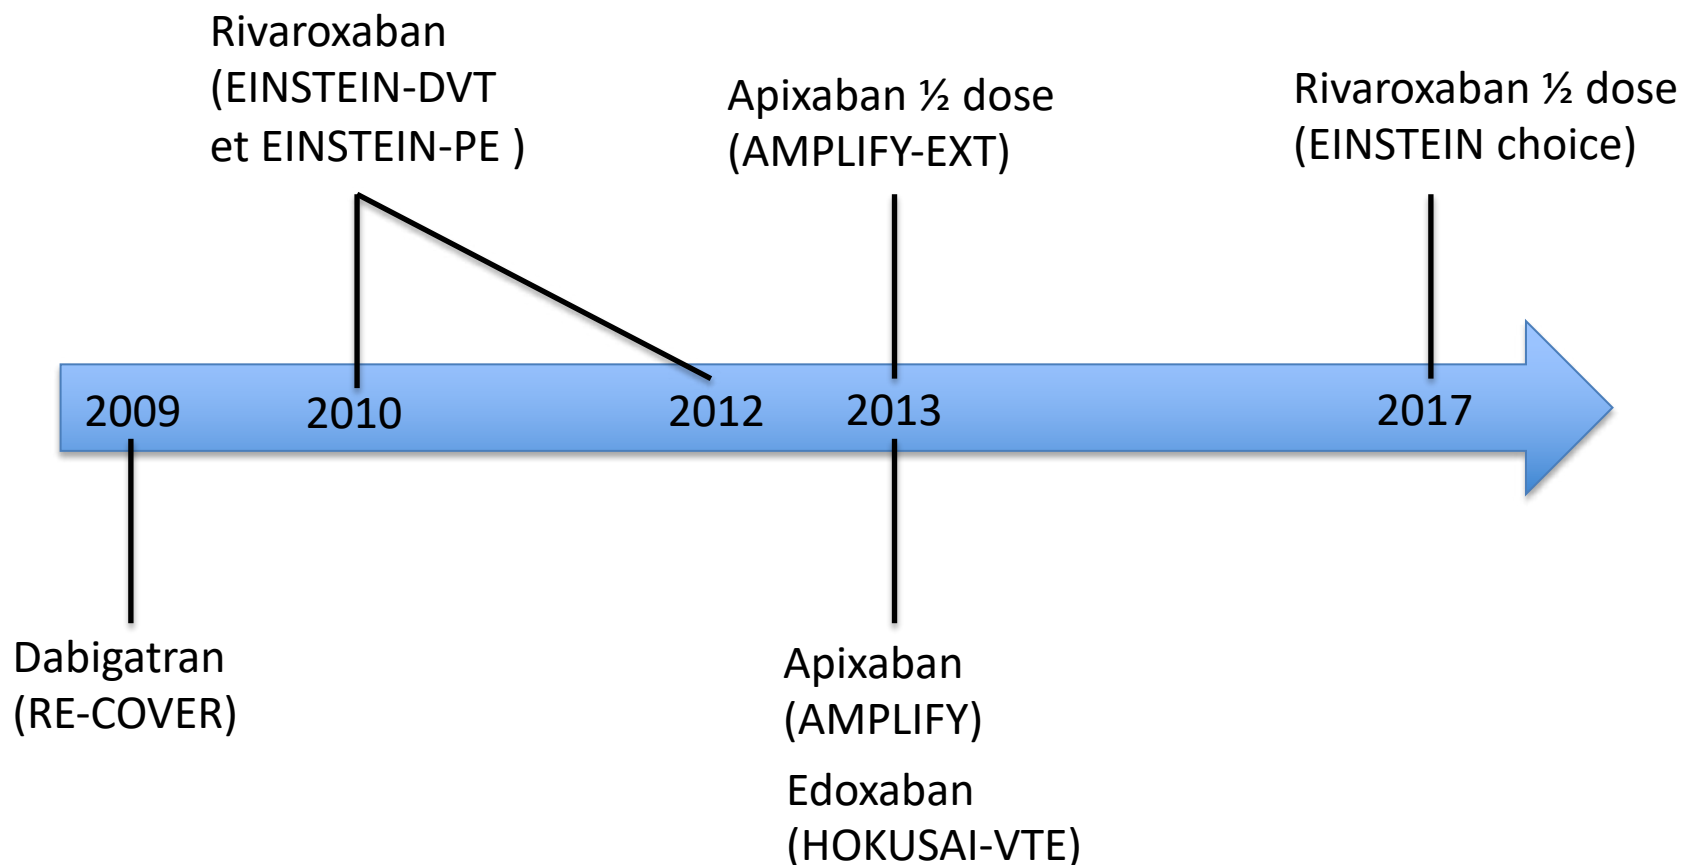 Rivaroxaban
(EINSTEIN-DVT
et EINSTEIN-PE )
Apixaban ½ dose
(AMPLIFY-EXT)
Rivaroxaban ½ dose
(EINSTEIN choice)
2009
2010
2012
2013
2017
Dabigatran
(RE-COVER)
Apixaban
(AMPLIFY)
Edoxaban
(HOKUSAI-VTE)